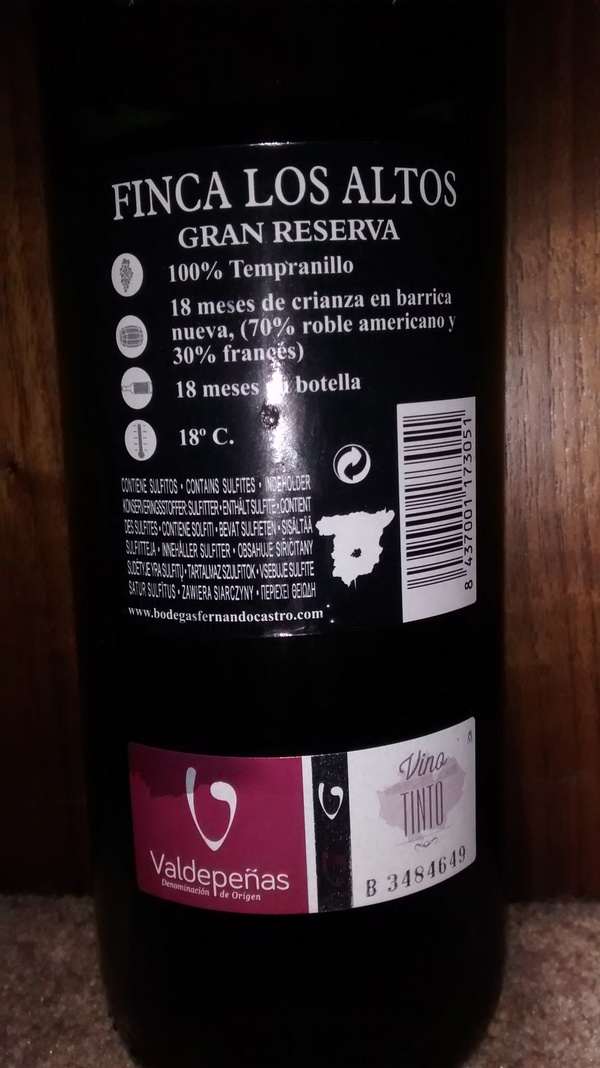 FINCA LOS ALTOS
GRAN RESERVA
100% Tempranillo
18 meses de crianza en barrica
nueva, (70% roble americano y
30% francés)
18 meses botella
18º C.
CONTIENE SULFITOS · CONTAINS SULFITES · INDEHOLDER
KONSERVERINGSSTOFFER SULFITTER · ENTHÄLT SULFITE · CONTIENT
DES SULFITES · CONTIENE SOLFITI · BEVAT SULFIETEN · SISÄLTÄÄ
SULFIITTEJA · INNEHÅLLER SULFITER · OBSAHUJE SIŘIČITANY
SUDĖTYJE YRA SULFITŲ · TARTALMAZ SZULFITOK · VSEBUJE SULFITE
SATUR SULFĪTUS · ZAWIERA SIARCZYNY · ΠΕΡΙΕΧΕΙ ΘΕΙΩΔΗ
www.bodegasfernandocastro.com
8 437001 173051
Valdepeñas
Denominación de Origen
Vino
TINTO
B 3484649